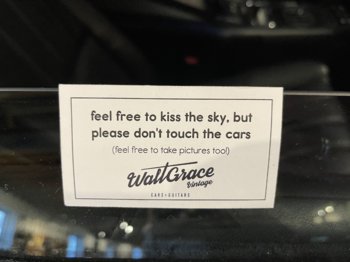 feel free to kiss the sky, but
please don't touch the cars
(feel free to take pictures too!)
WaltGrace
Vintage
CARS+GUITARS